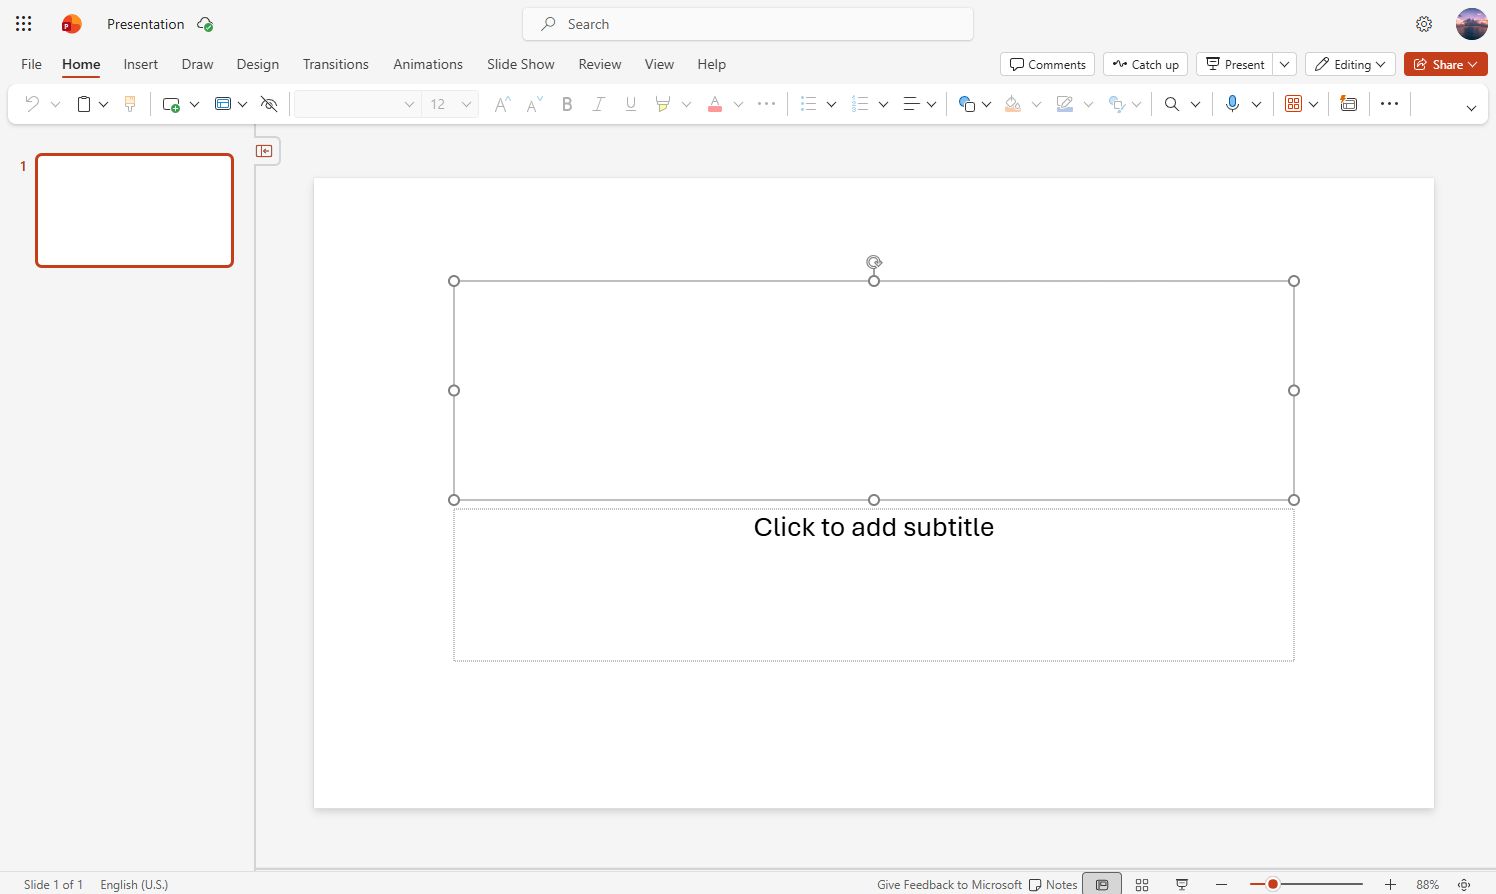 Presentation
Search
File Home Insert Draw Design Transitions Animations Slide Show Review View Help
Comments Catch up Present Editing Share
12 B I U A
1
Click to add subtitle
Slide 1 of 1 English (U.S.) Give Feedback to Microsoft Notes 88%